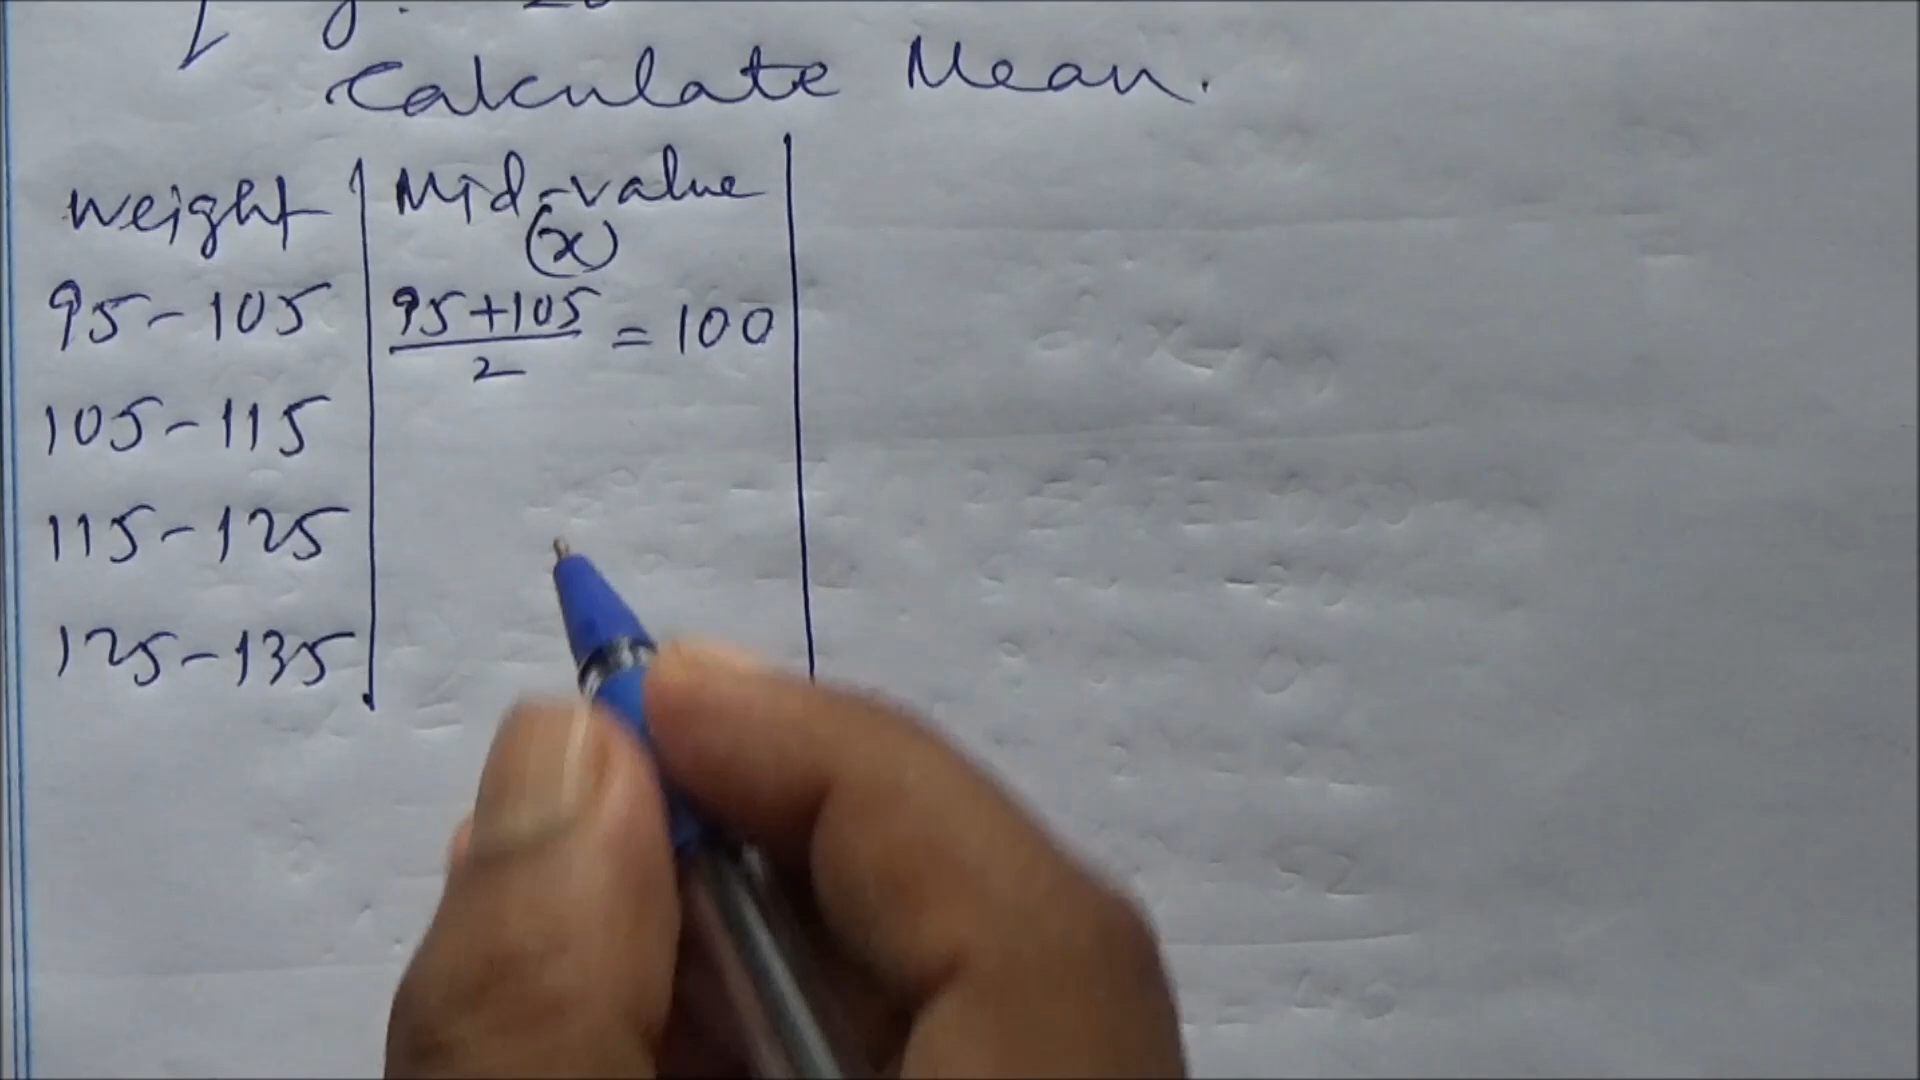 Calculate Mean.
Weight Mid-value
(x)
95-105 95+105/2 = 100
105-115
115-125
125-135